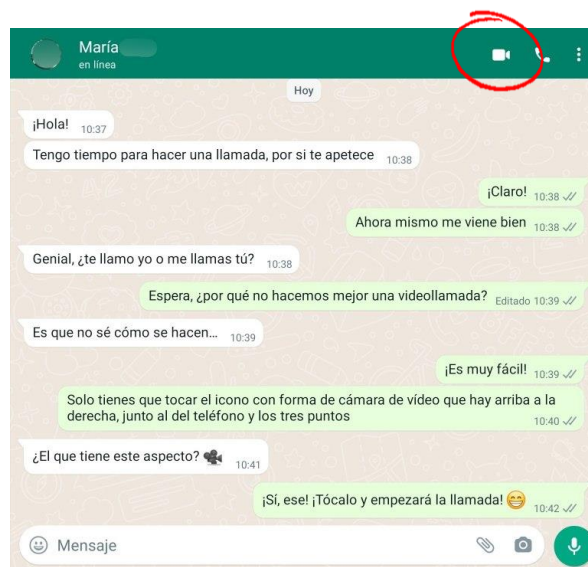 María
en línea
Hoy
¡Hola! 10:37
Tengo tiempo para hacer una llamada, por si te apetece 10:38
¡Claro! 10:38
Ahora mismo me viene bien 10:38
Genial, ¿te llamo yo o me llamas tú? 10:38
Espera, ¿por qué no hacemos mejor una videollamada? Editado 10:39
Es que no sé cómo se hacen... 10:39
¡Es muy fácil! 10:39
Solo tienes que tocar el icono con forma de cámara de vídeo que hay arriba a la
derecha, junto al del teléfono y los tres puntos 10:40
¿El que tiene este aspecto? 🎥 10:41
¡Sí, ese! ¡Tócalo y empezará la llamada! 😁 10:42
Mensaje